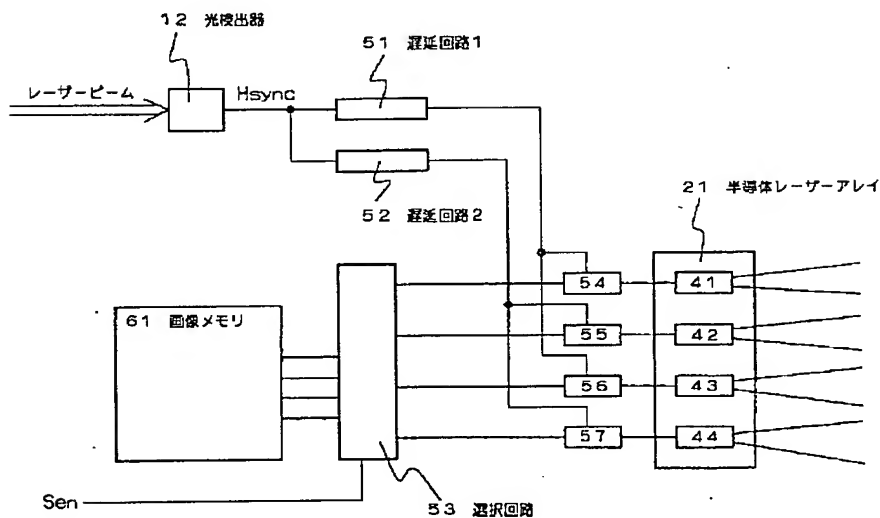 12 光検出器
51 遅延回路1
レーザービーム
Hsync
52 遅延回路2
21 半導体レーザーアレイ
54
41
61 画像メモリ
55
42
56
43
57
44
Sen
53 選択回路